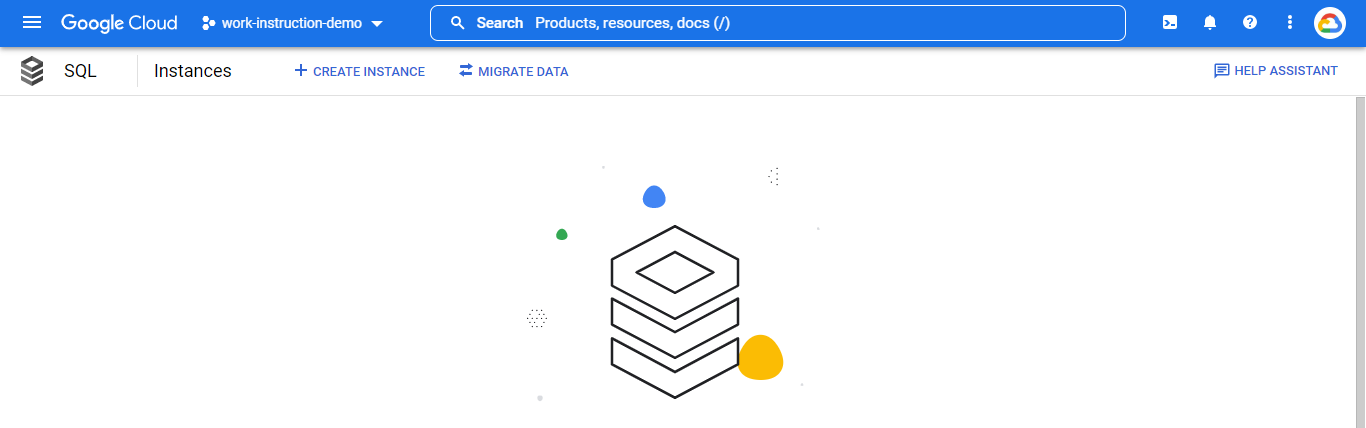 Google Cloud work-instruction-demo Search Products, resources, docs (/)
SQL Instances CREATE INSTANCE MIGRATE DATA HELP ASSISTANT